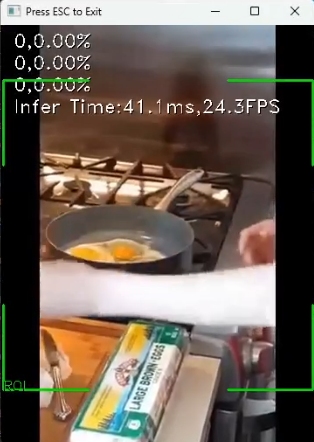 Press ESC to Exit
0,0.00%
0,0.00%
0,0.00%
Infer Time:41.1ms,24.3FPS
LARGE BROWN EGGS
ROI